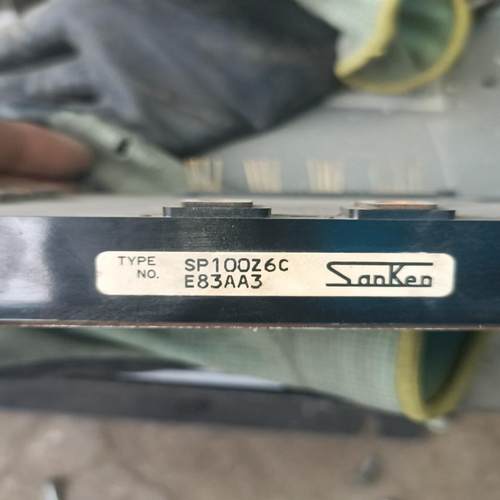 TYPE NO. SP100Z6C
E83AA3
SanKen